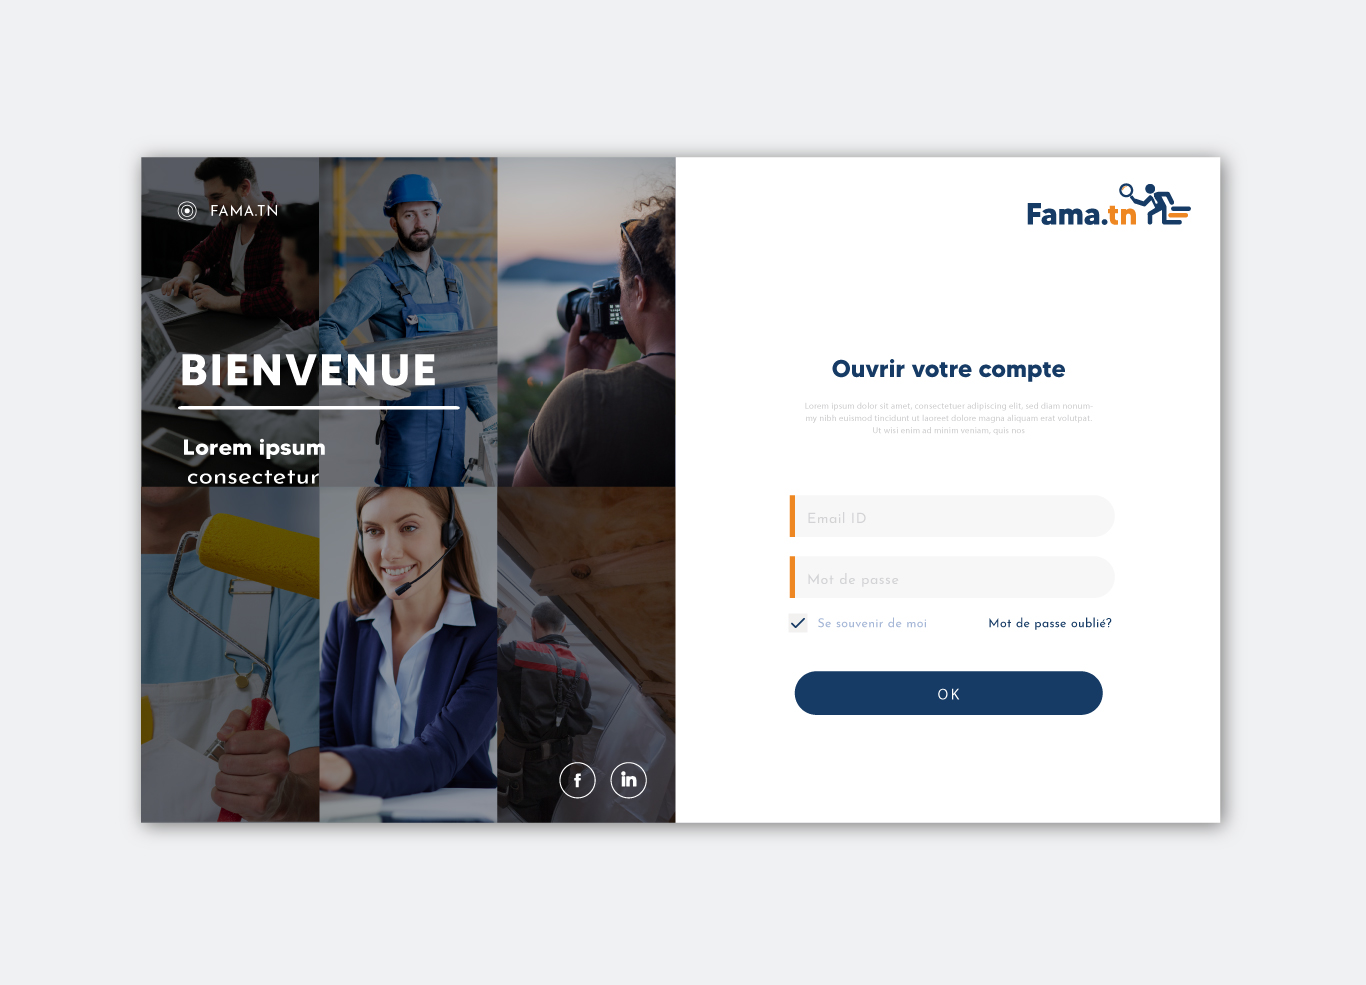 FAMA.TN
BIENVENUE
Lorem ipsum
consectetur
f
in
Fama.tn
Ouvrir votre compte
Lorem ipsum dolor sit amet, consectetuer adipiscing elit, sed diam nonum-
my nibh euismod tincidunt ut laoreet dolore magna aliquam erat volutpat.
Ut wisi enim ad minim veniam, quis nos
Email ID
Mot de passe
Se souvenir de moi
Mot de passe oublié?
OK